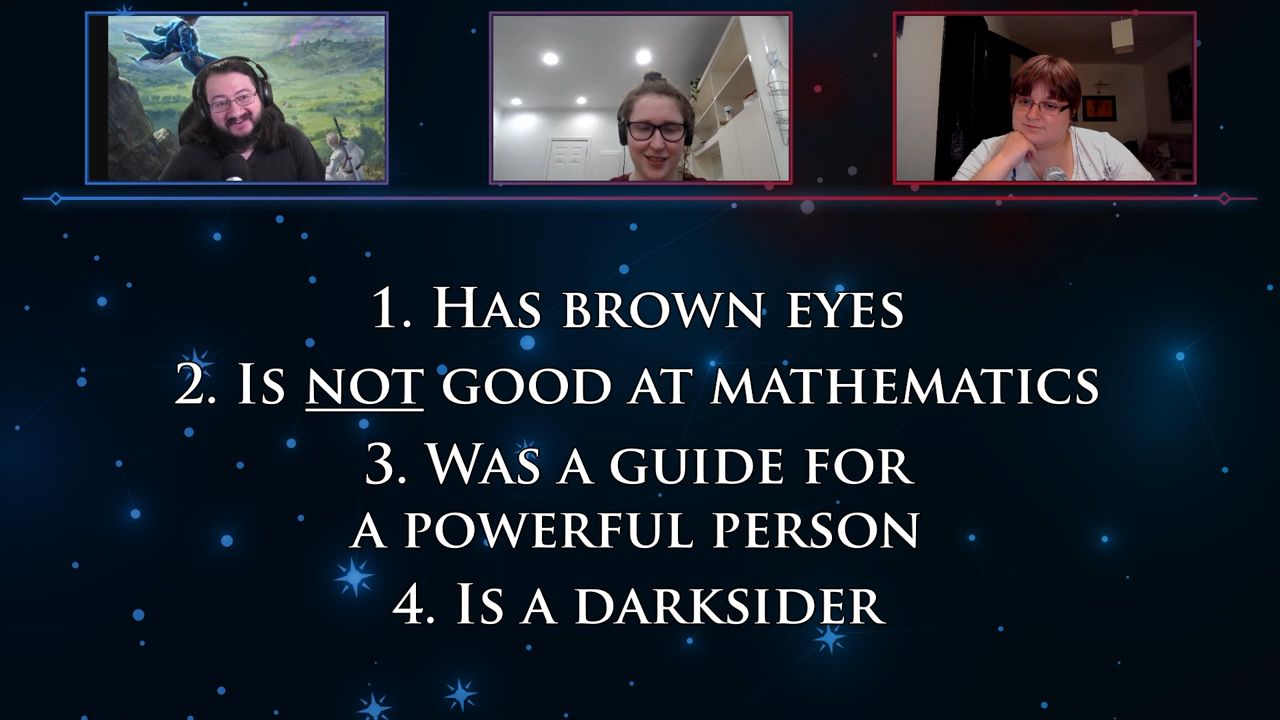 1. Has brown eyes
2. Is not good at mathematics
3. Was a guide for
a powerful person
4. Is a darksider